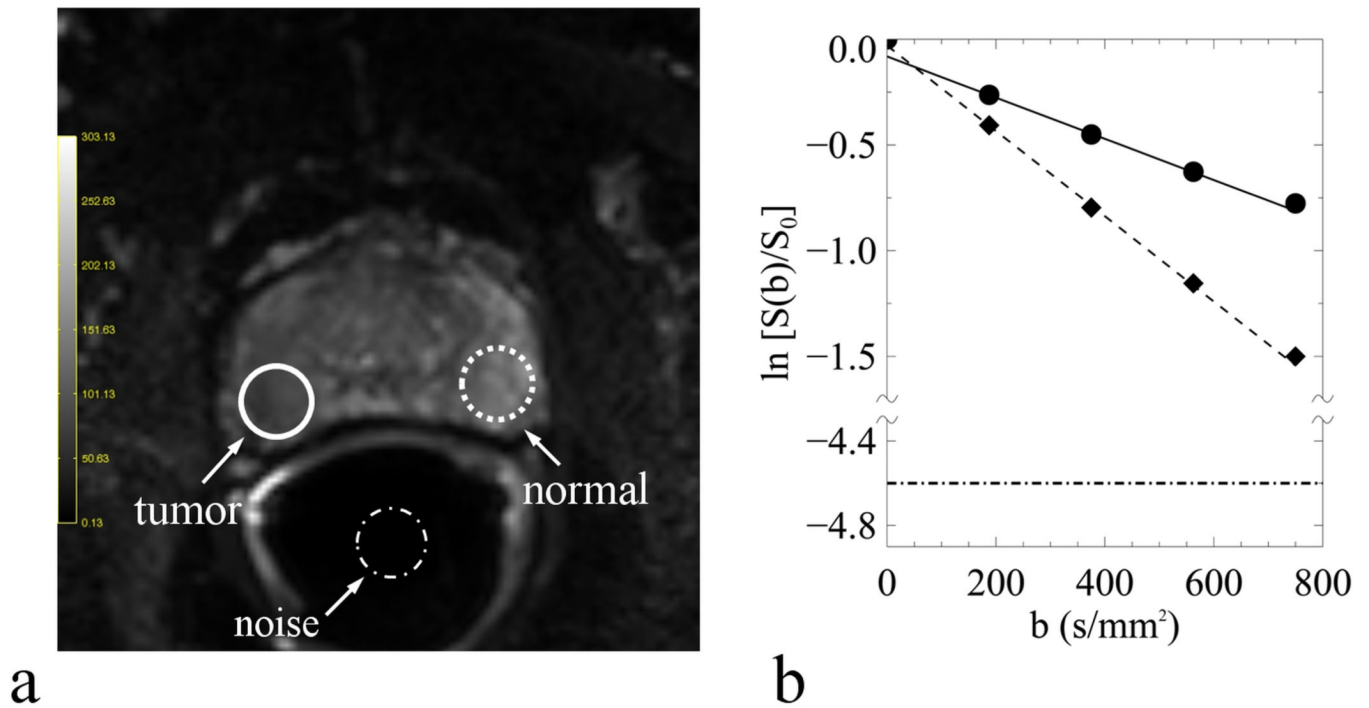 303.13
252.63
202.13
151.63
101.13
50.63
0.13
tumor
normal
noise
a
0.0
−0.5
−1.0
−1.5
−4.4
−4.8
ln [S(b)/S₀]
0 200 400 600 800
b (s/mm²)
b